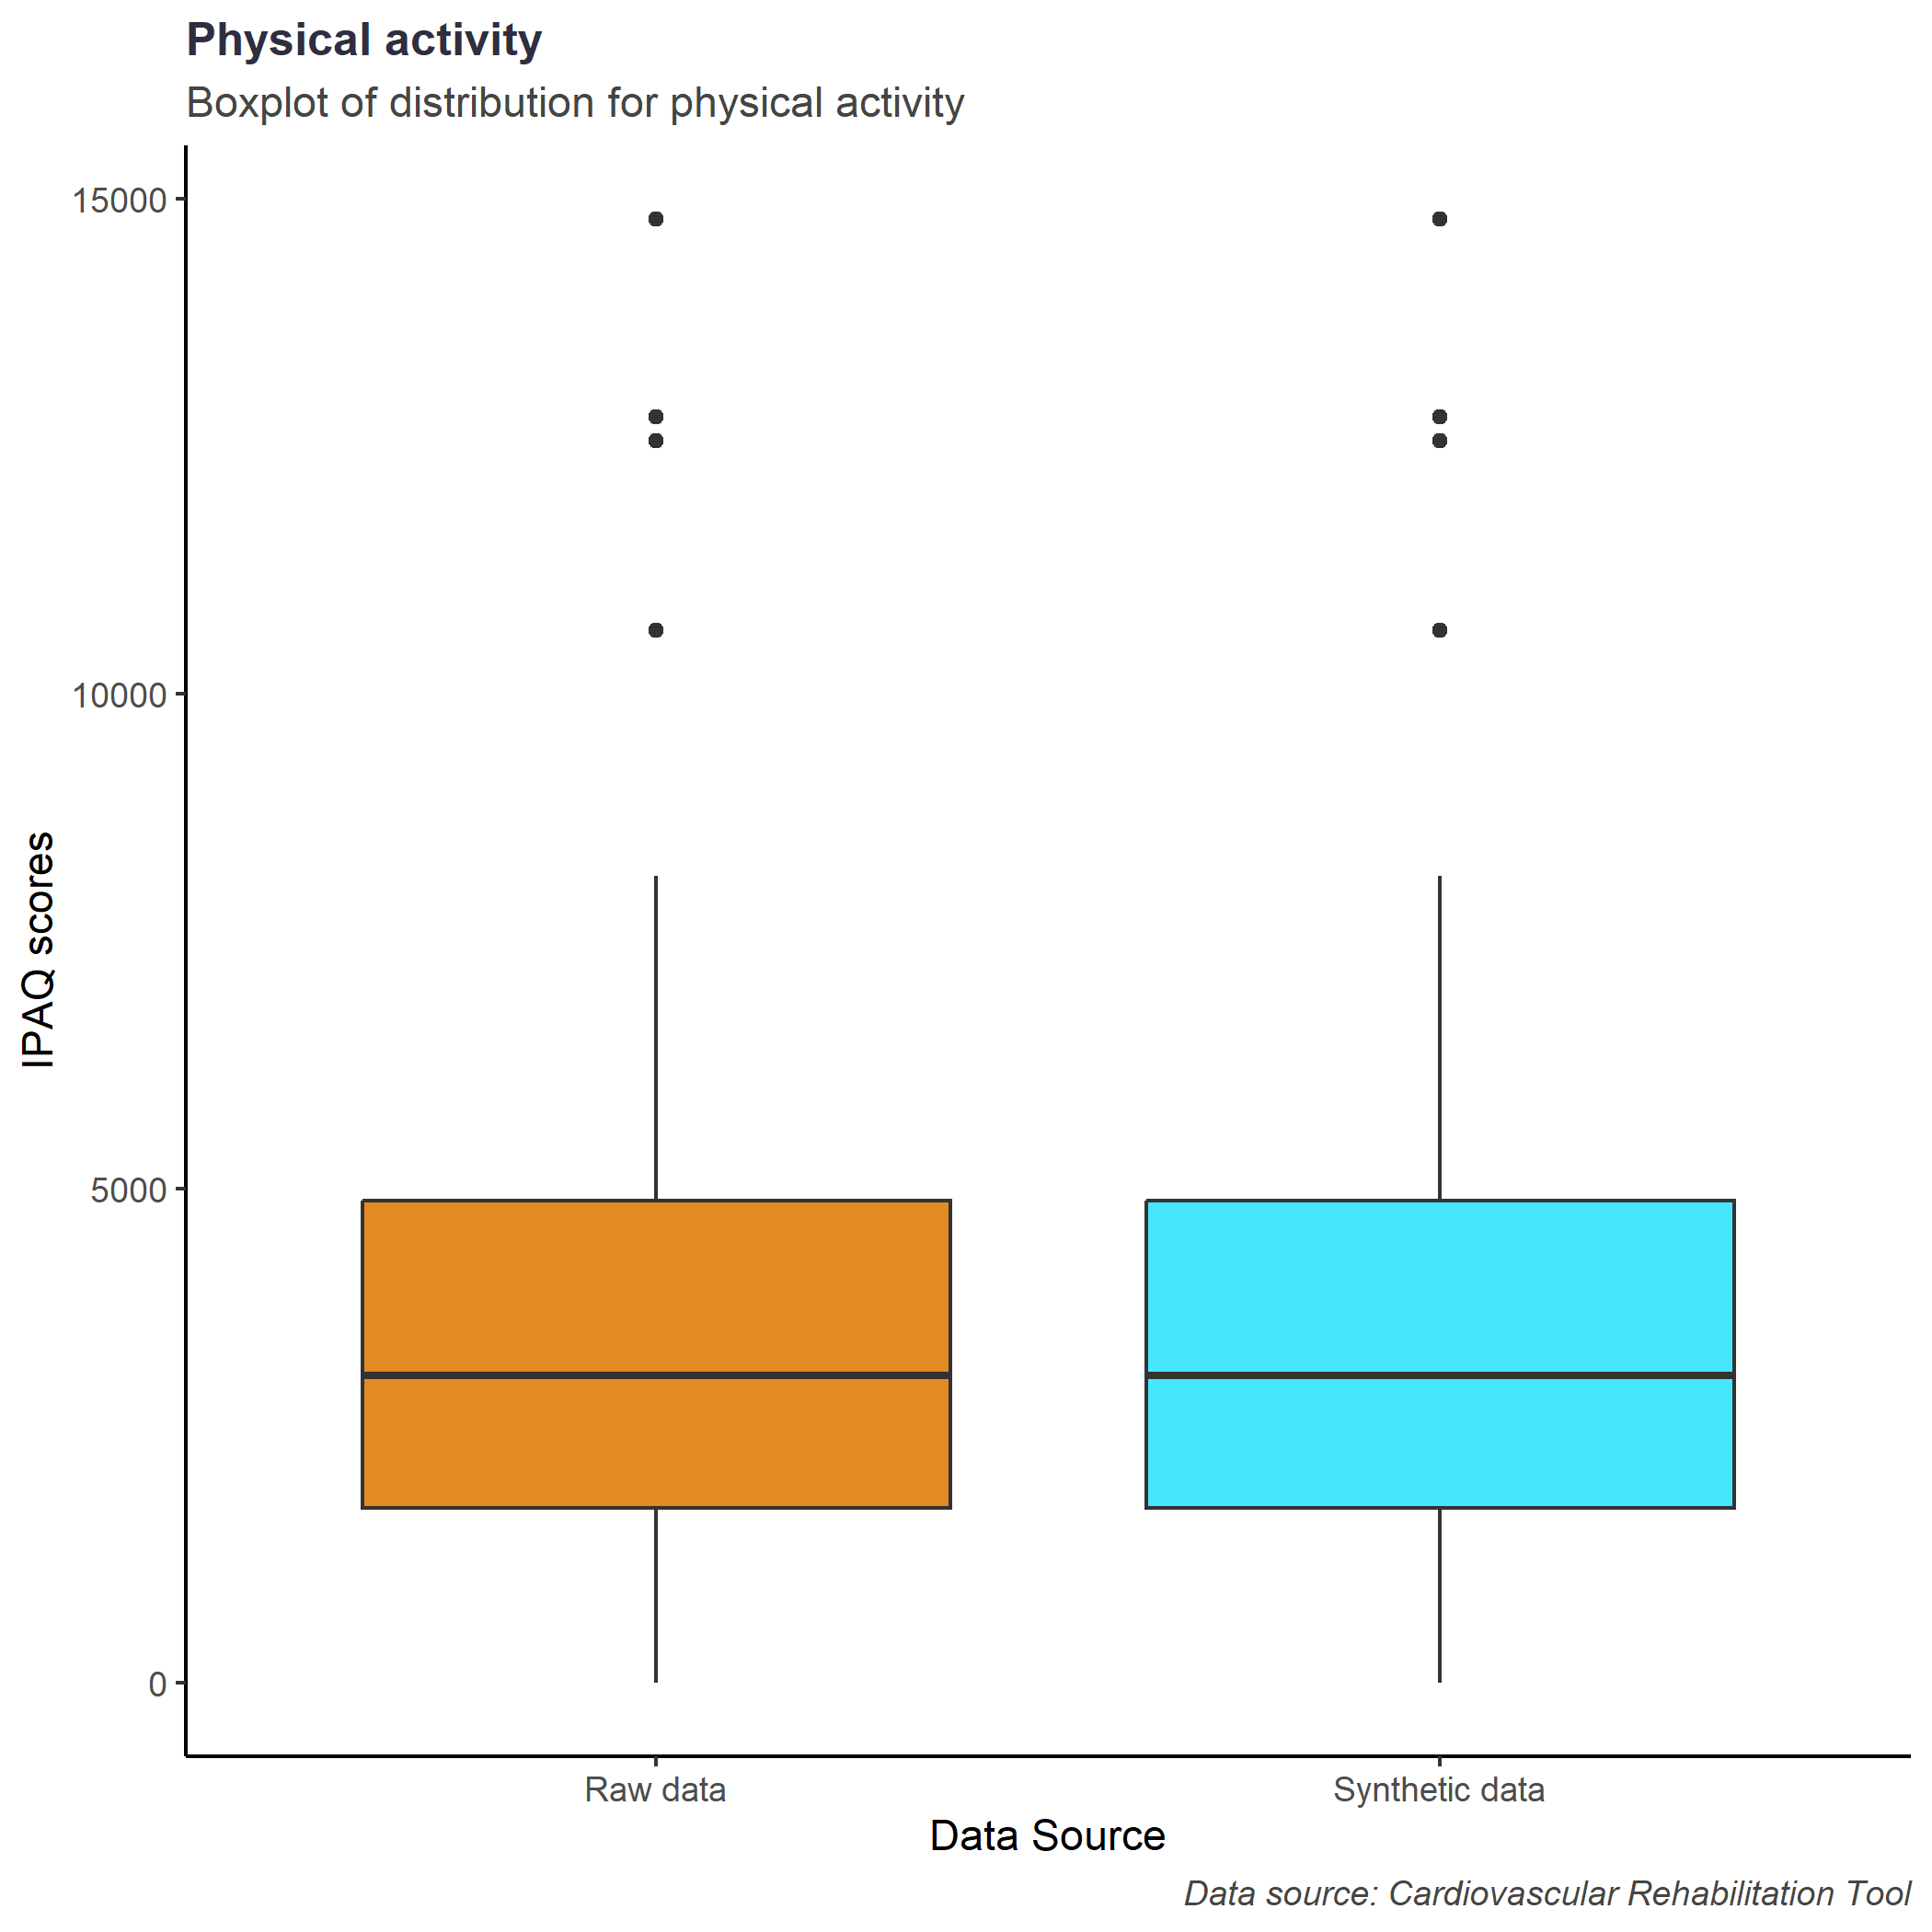 Physical activity
Boxplot of distribution for physical activity
15000
10000
5000
0
IPAQ scores
Raw data
Synthetic data
Data Source
Data source: Cardiovascular Rehabilitation Tool